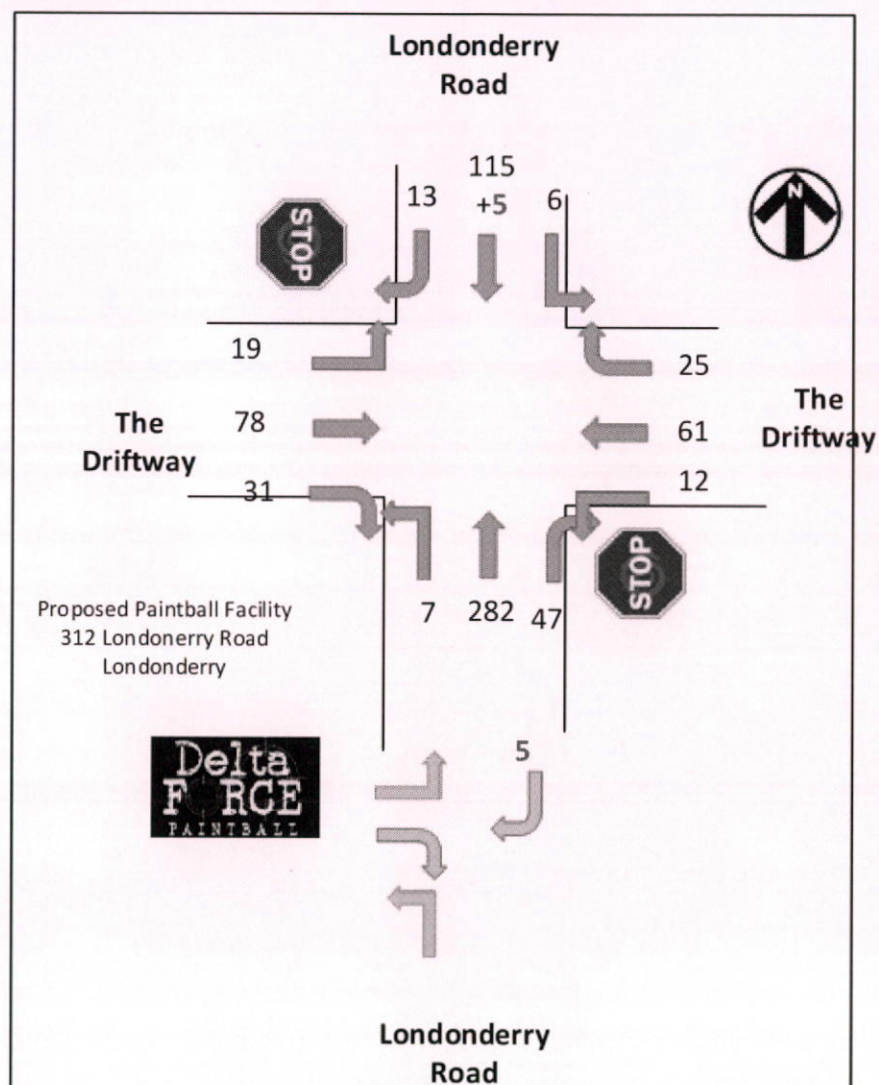 Londonderry
Road
115
13
+5
6
N
STOP
19
25
The
Driftway
78
61
The
Driftway
31
12
STOP
Proposed Paintball Facility
312 Londonerry Road
Londonderry
7
282
47
Delta
FORCE
PAINTBALL
5
Londonderry
Road